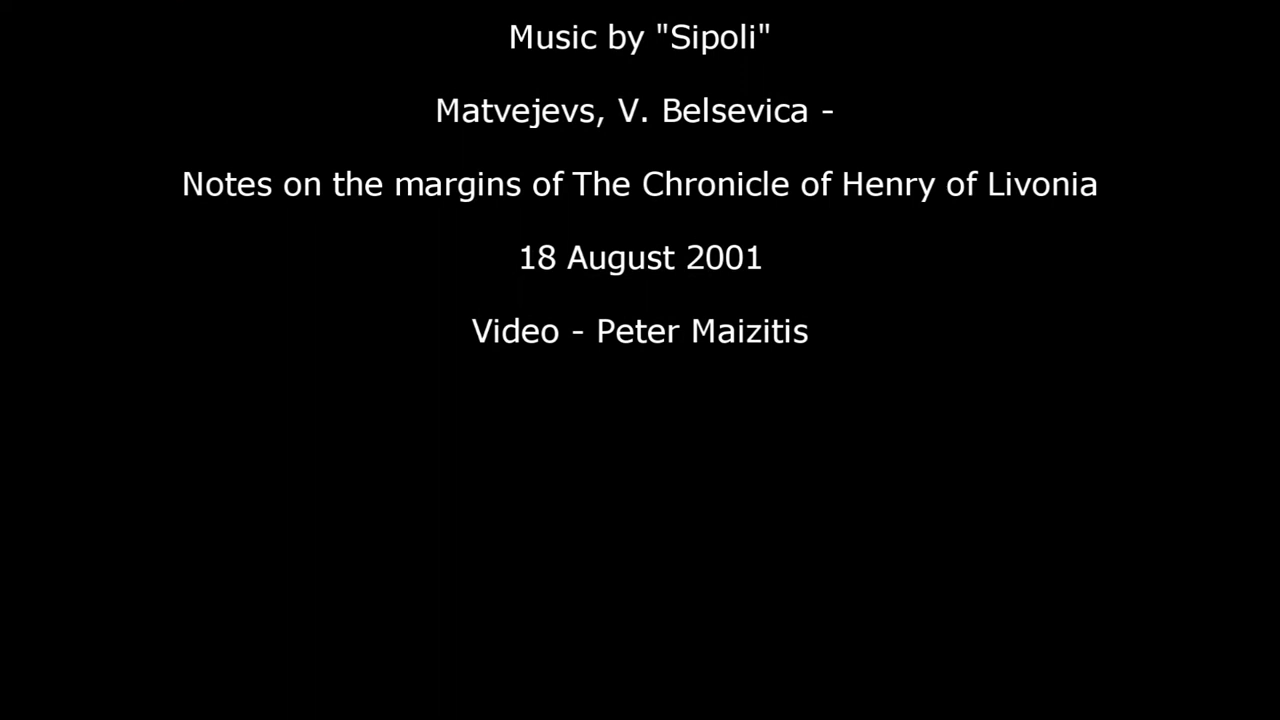 Music by "Sipoli"
Matvejevs, V. Belsevica -
Notes on the margins of The Chronicle of Henry of Livonia
18 August 2001
Video - Peter Maizitis